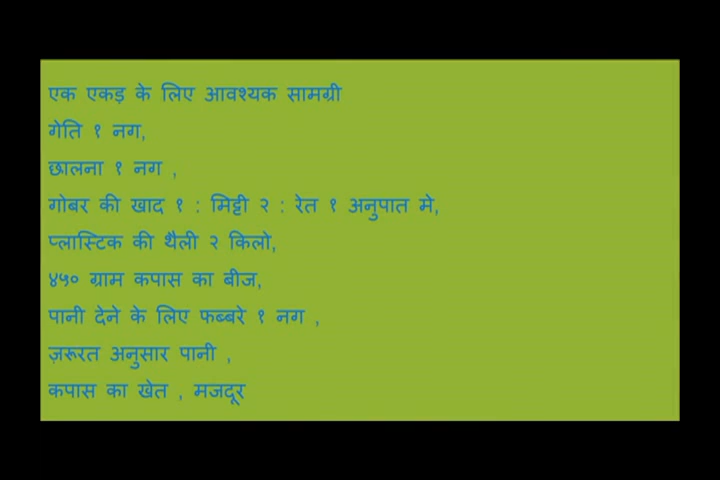 एक एकड़ के लिए आवश्यक सामग्री
गेति १ नग,
छालना १ नग ,
गोबर की खाद १ : मिट्टी २ : रेत १ अनुपात मे,
प्लास्टिक की थैली २ किलो,
४५० ग्राम कपास का बीज,
पानी देने के लिए फब्बरे १ नग ,
ज़रूरत अनुसार पानी ,
कपास का खेत , मजदूर